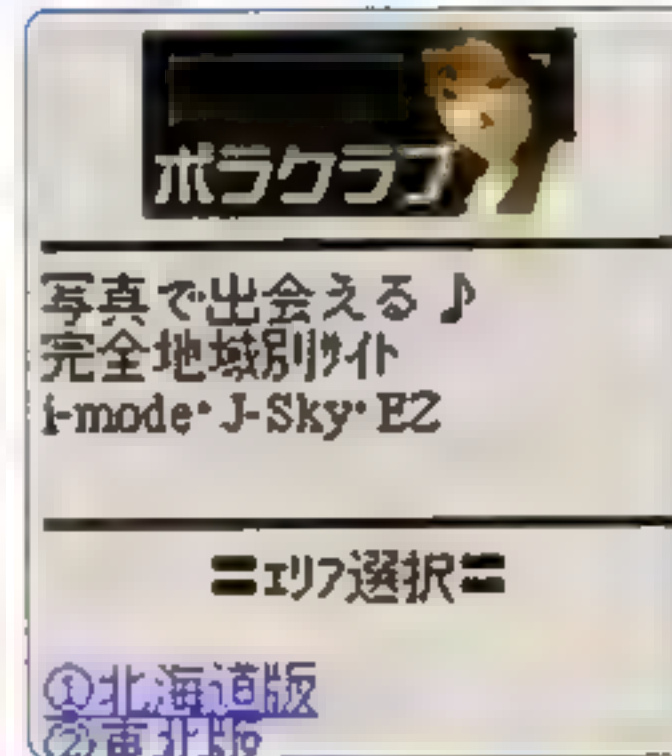 ポラクラブ
写真で出会える♪
完全地域別ｻｲﾄ
i-mode･J-Sky･EZ
〓ｴﾘｱ選択〓
①北海道版
②東北版